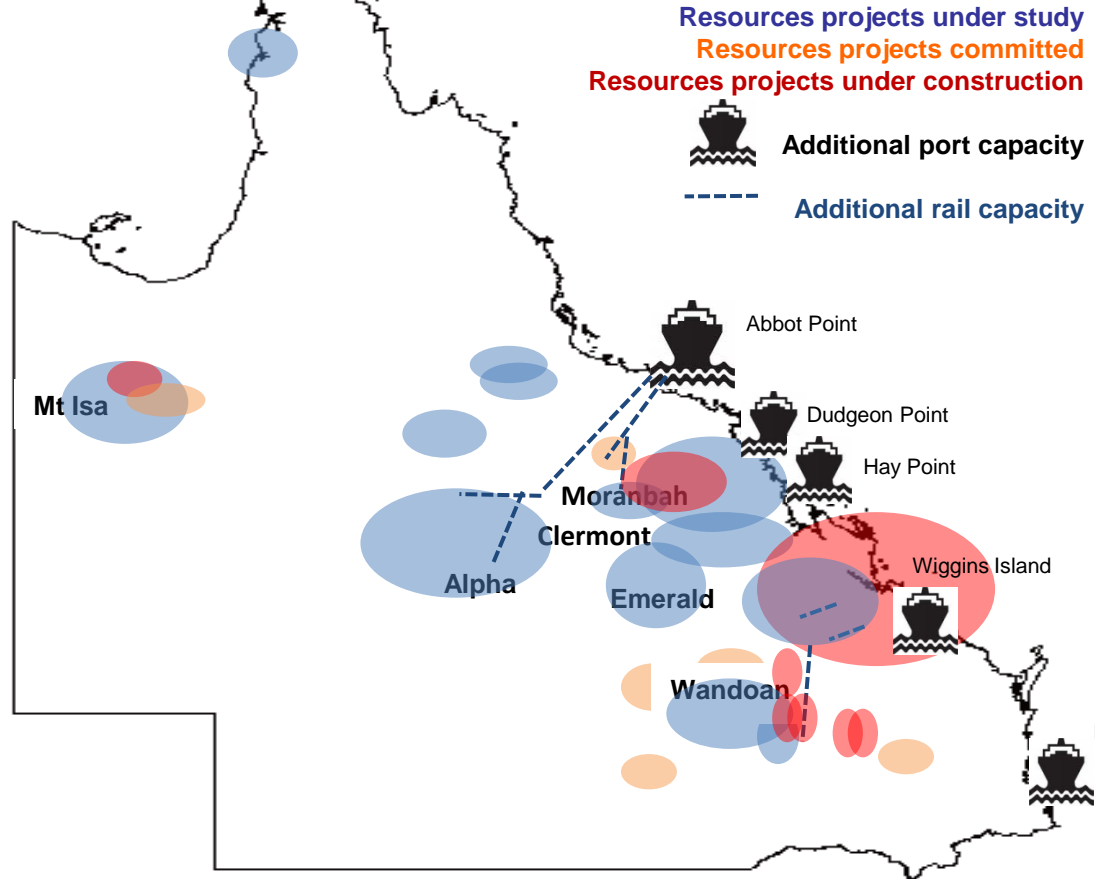 Resources projects under study
Resources projects committed
Resources projects under construction
Additional port capacity
Additional rail capacity
Abbot Point
Mt Isa
Dudgeon Point
Hay Point
Moranbah
Clermont
Wiggins Island
Alpha
Emerald
Wandoan